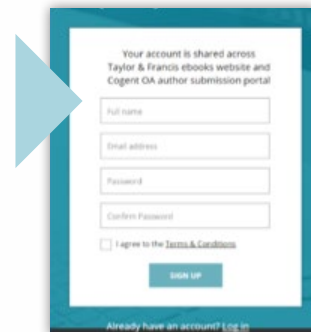 Your account is shared across
Taylor & Francis ebooks website and
Cogent OA author submission portal
Full name
Email address
Password
Confirm Password
I agree to the Terms & Conditions
SIGN UP
Already have an account? Log in